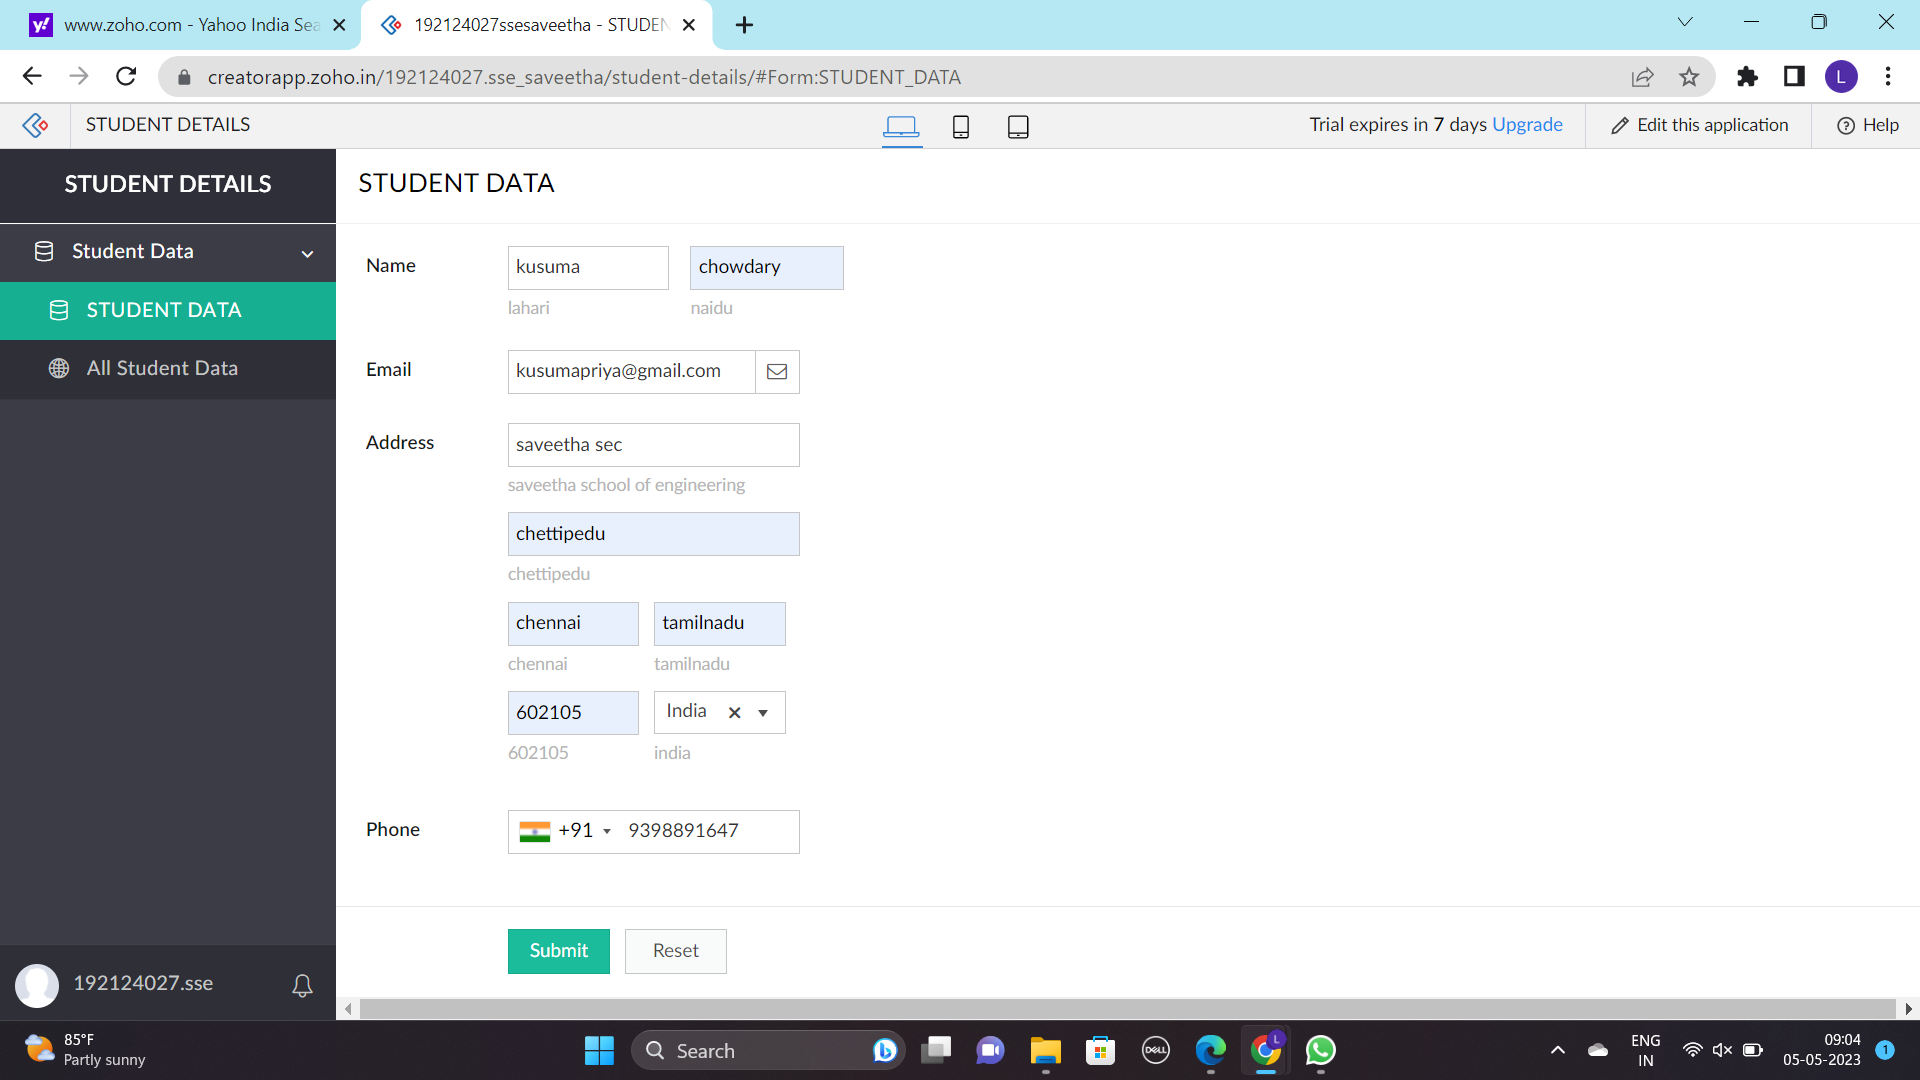 www.zoho.com - Yahoo India Sea
192124027ssesaveetha - STUDEN
creatorapp.zoho.in/192124027.sse_saveetha/student-details/#Form:STUDENT_DATA
L
STUDENT DETAILS
Trial expires in 7 days Upgrade
Edit this application
Help
STUDENT DETAILS
STUDENT DATA
Student Data
STUDENT DATA
All Student Data
Name
kusuma
chowdary
lahari
naidu
Email
kusumapriya@gmail.com
Address
saveetha sec
saveetha school of engineering
chettipedu
chettipedu
chennai
tamilnadu
chennai
tamilnadu
602105
India
602105
india
Phone
+91
9398891647
Submit
Reset
192124027.sse
85°F
Partly sunny
Search
DELL
L
ENG
IN
09:04
05-05-2023
1